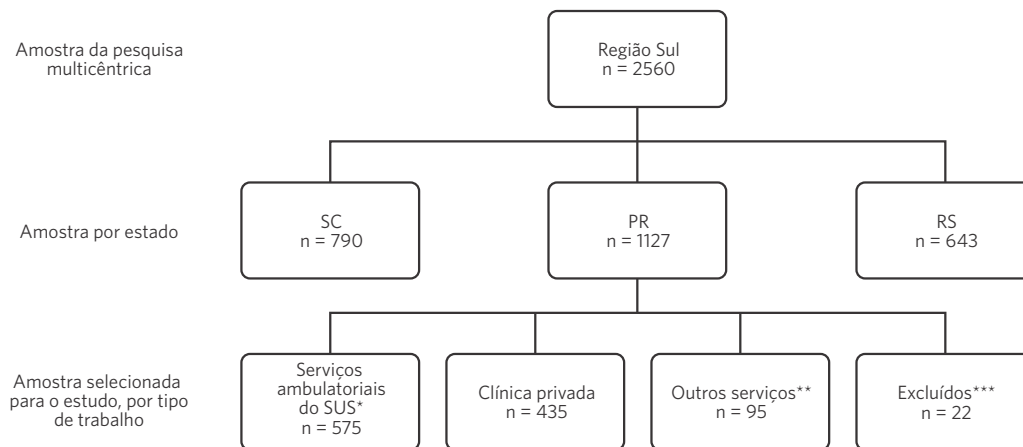 Amostra da pesquisa
multicêntrica
Região Sul
n = 2560
Amostra por estado
SC
n = 790
PR
n = 1127
RS
n = 643
Amostra selecionada
para o estudo, por tipo
de trabalho
Serviços
ambulatoriais
do SUS*
n = 575
Clínica privada
n = 435
Outros serviços**
n = 95
Excluídos***
n = 22